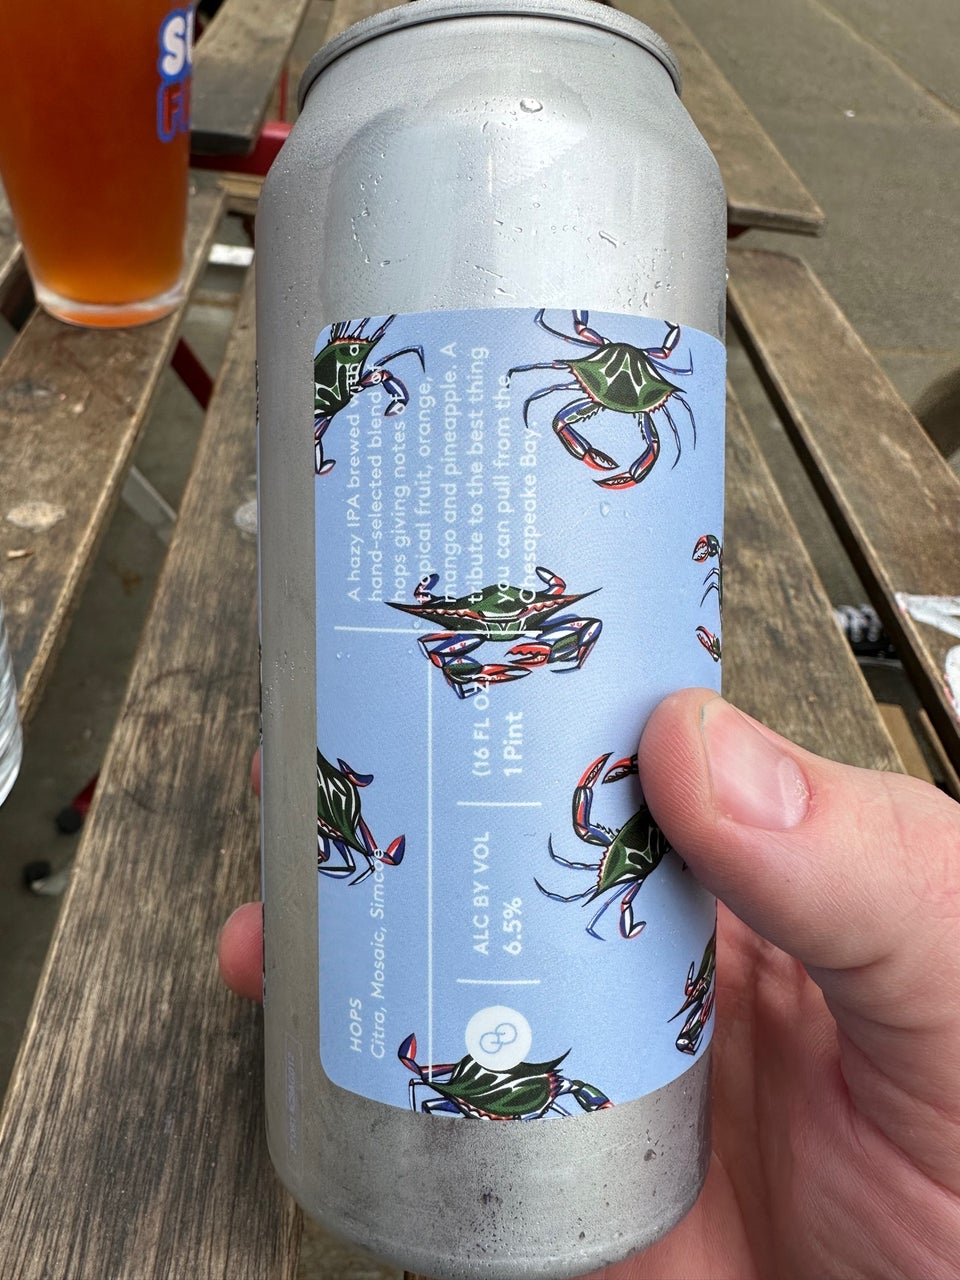 A hazy IPA brewed with a
hand-selected blend of
hops giving notes of
tropical fruit, orange,
mango and pineapple. A
tribute to the best thing
you can pull from the
Chesapeake Bay.
HOPS
Citra, Mosaic, Simcoe
ALC BY VOL
6.5%
(16 FL OZ)
1 Pint